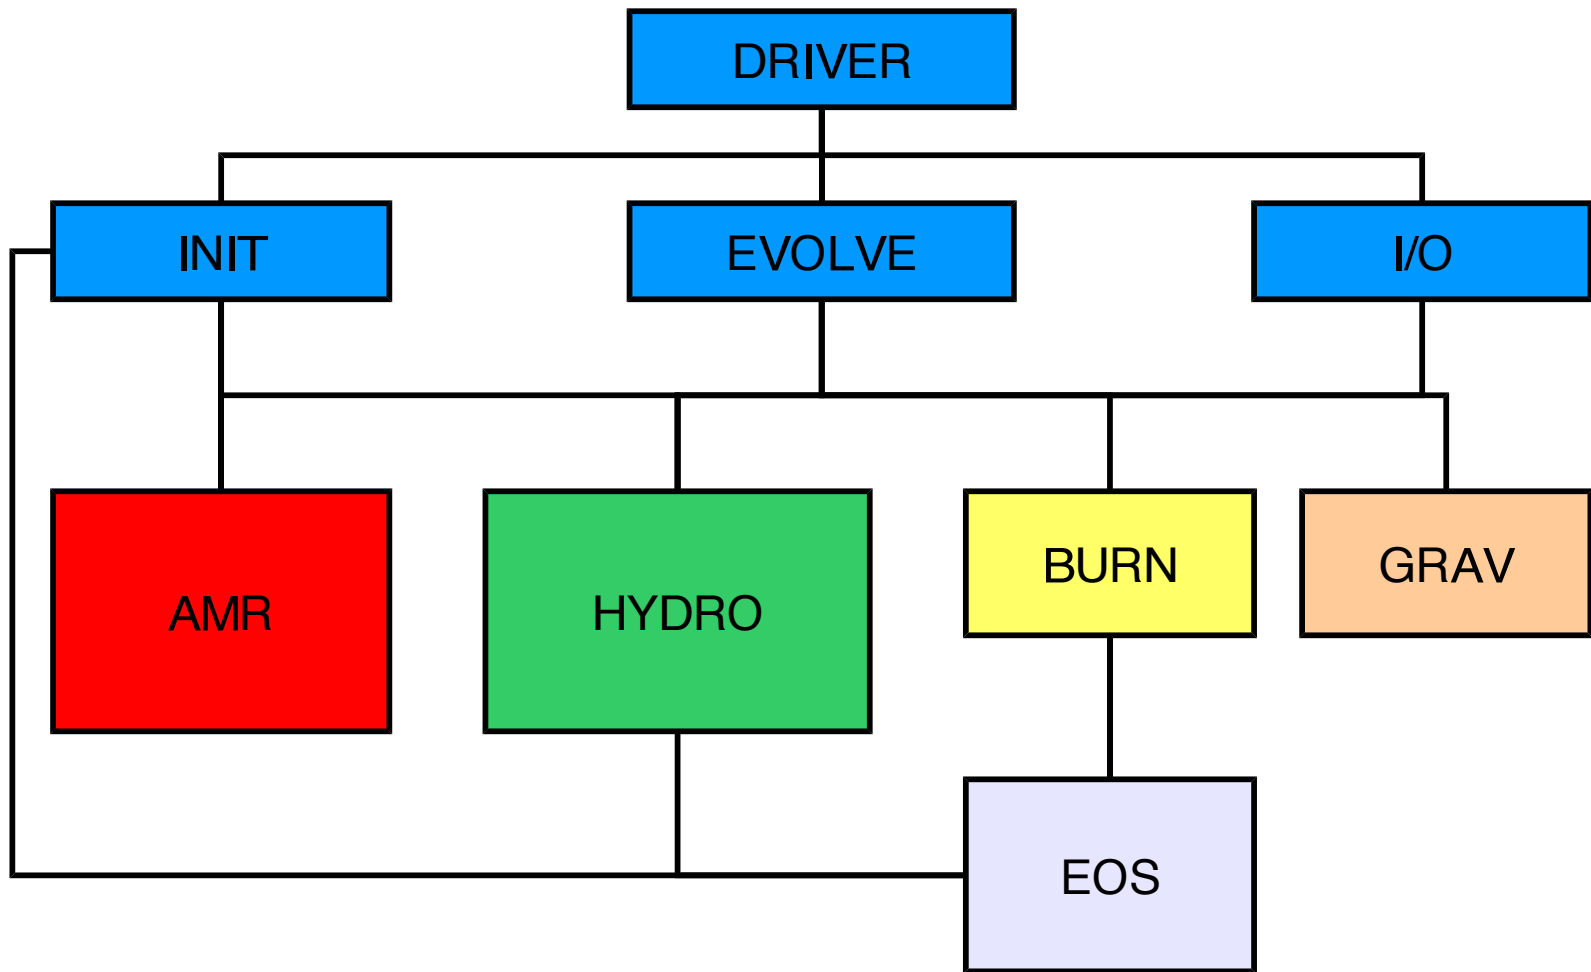 DRIVER
INIT
EVOLVE
I/O
AMR
HYDRO
BURN
GRAV
EOS